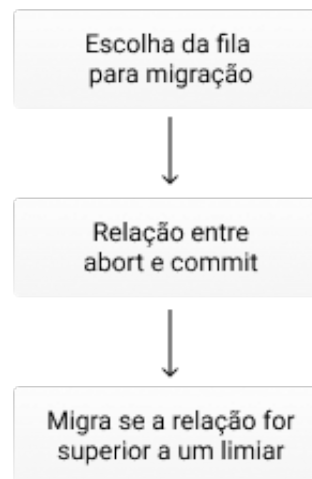 Escolha da fila
para migração
Relação entre
abort e commit
Migra se a relação for
superior a um limiar